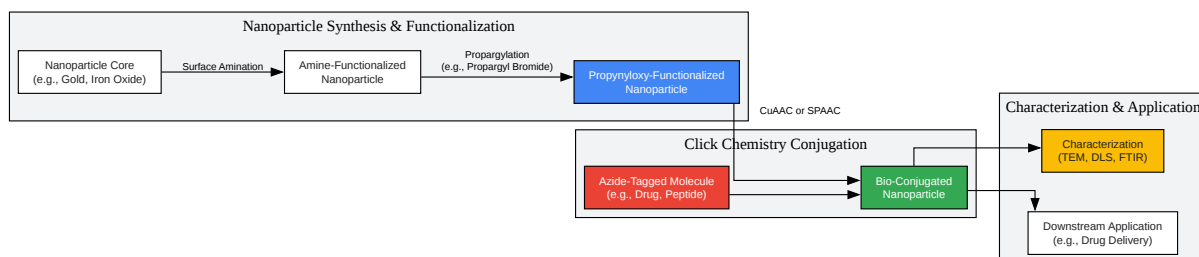 Nanoparticle Synthesis & Functionalization
Nanoparticle Core
(e.g., Gold, Iron Oxide)
Surface Amination
Amine-Functionalized
Nanoparticle
Propargylation
(e.g., Propargyl Bromide)
Propynyloxy-Functionalized
Nanoparticle
CuAAC or SPAAC
Click Chemistry Conjugation
Azide-Tagged Molecule
(e.g., Drug, Peptide)
Bio-Conjugated
Nanoparticle
Characterization & Application
Characterization
(TEM, DLS, FTIR)
Downstream Application
(e.g., Drug Delivery)